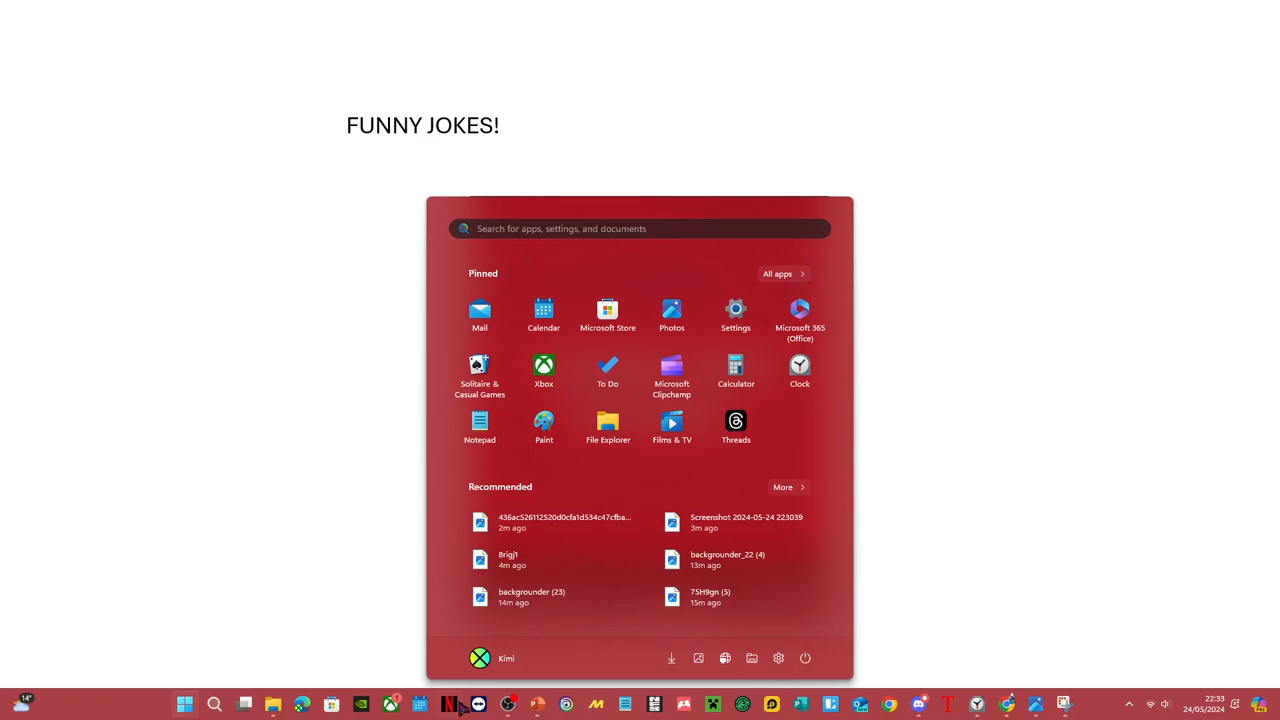 FUNNY JOKES!
Search for apps, settings, and documents
Pinned
All apps
Mail
Calendar
Microsoft Store
Photos
Settings
Microsoft 365
(Office)
Solitaire &
Casual Games
Xbox
To Do
Microsoft
Clipchamp
Calculator
Clock
Notepad
Paint
File Explorer
Films & TV
Threads
Recommended
More
436ac526112520d0cfa1d534c47cfba...
2m ago
Screenshot 2024-05-24 223039
3m ago
8rigj1
4m ago
backgrounder_22 (4)
13m ago
backgrounder (23)
14m ago
75H9gn (5)
15m ago
Kimi
14°
1
22:33
24/05/2024